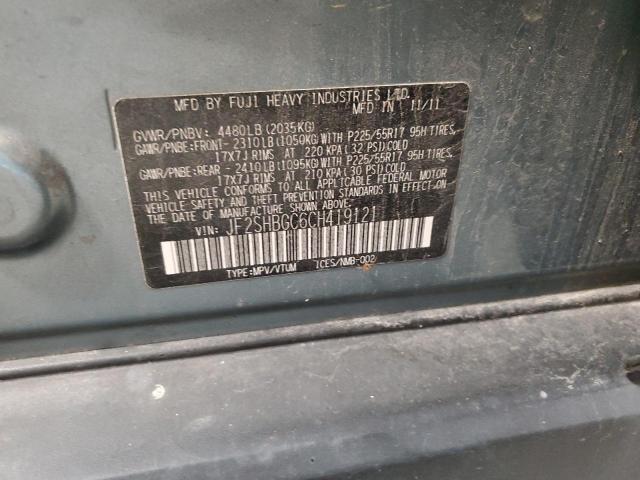 MFD BY FUJI HEAVY INDUSTRIES LTD.
MFD IN 11/11
GVWR/PNBV: 4480LB (2035KG)
GAWR/PNBE:FRONT- 2310LB(1050KG)WITH P225/55R17 95H TIRES,
17X7J RIMS AT 220 KPA(32 PSI)COLD
GAWR/PNBE:REAR - 2410LB(1095KG)WITH P225/55R17 95H TIRES,
17X7J RIMS AT 210 KPA(30 PSI)COLD
THIS VEHICLE CONFORMS TO ALL APPLICABLE FEDERAL MOTOR
VEHICLE SAFETY AND THEFT PREVENTION STANDARDS IN EFFECT
ON THE DATE OF MANUFACTURE SHOWN ABOVE.
VIN: JF2SHBGC6CH419121
TYPE:MPV/VTUM ICES/NMB-002